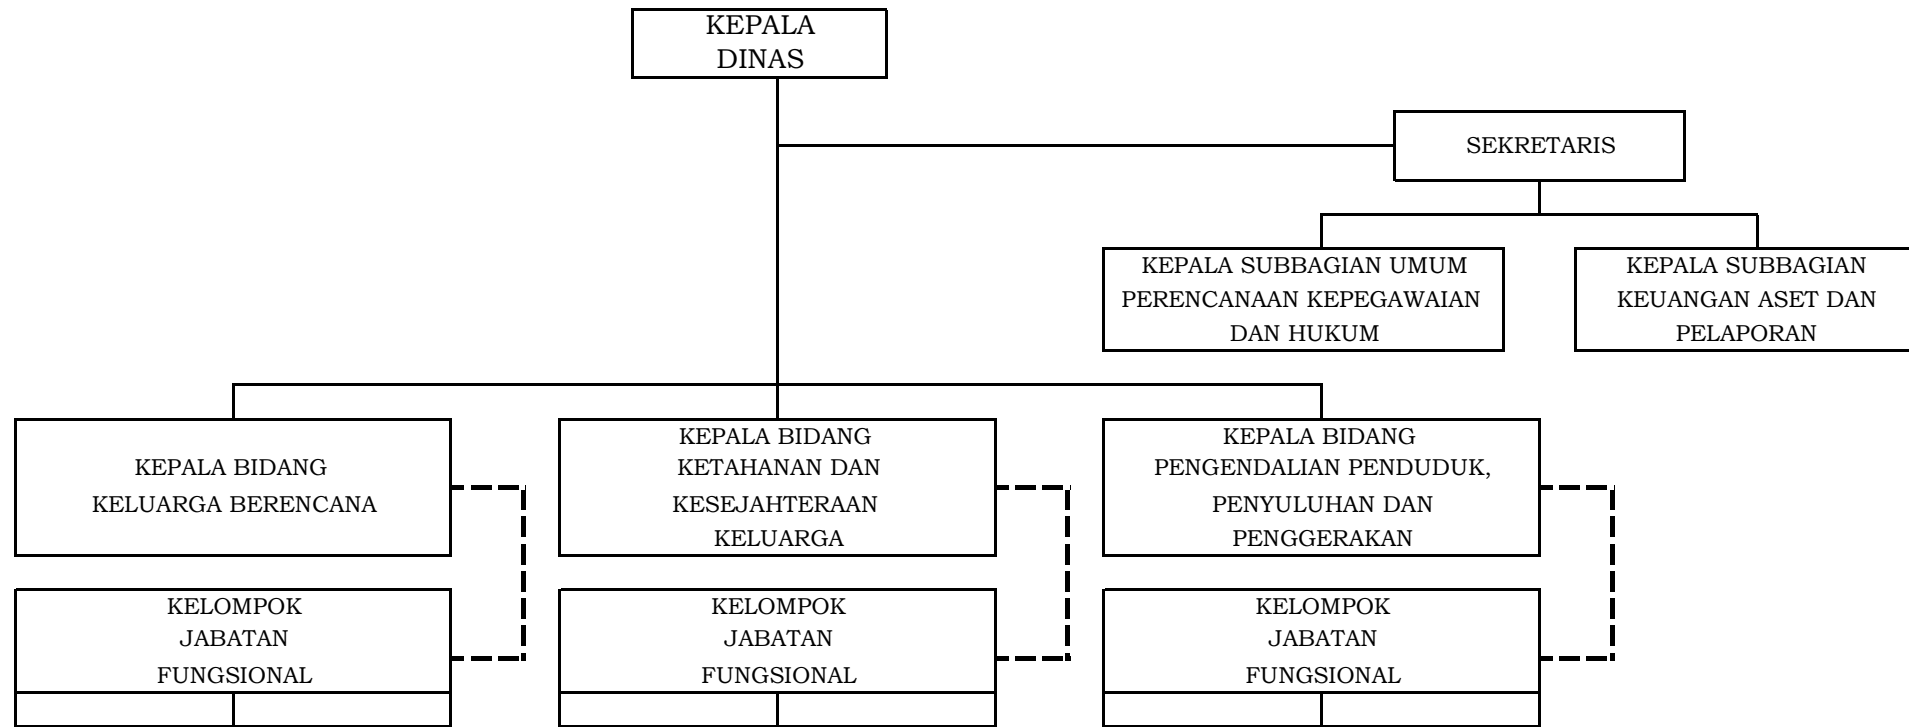 KEPALA
DINAS
SEKRETARIS
KEPALA SUBBAGIAN UMUM
PERENCANAAN KEPEGAWAIAN
DAN HUKUM
KEPALA SUBBAGIAN
KEUANGAN ASET DAN
PELAPORAN
KEPALA BIDANG
KELUARGA BERENCANA
KEPALA BIDANG
KETAHANAN DAN
KESEJAHTERAAN
KELUARGA
KEPALA BIDANG
PENGENDALIAN PENDUDUK,
PENYULUHAN DAN
PENGGERAKAN
KELOMPOK
JABATAN
FUNGSIONAL
KELOMPOK
JABATAN
FUNGSIONAL
KELOMPOK
JABATAN
FUNGSIONAL